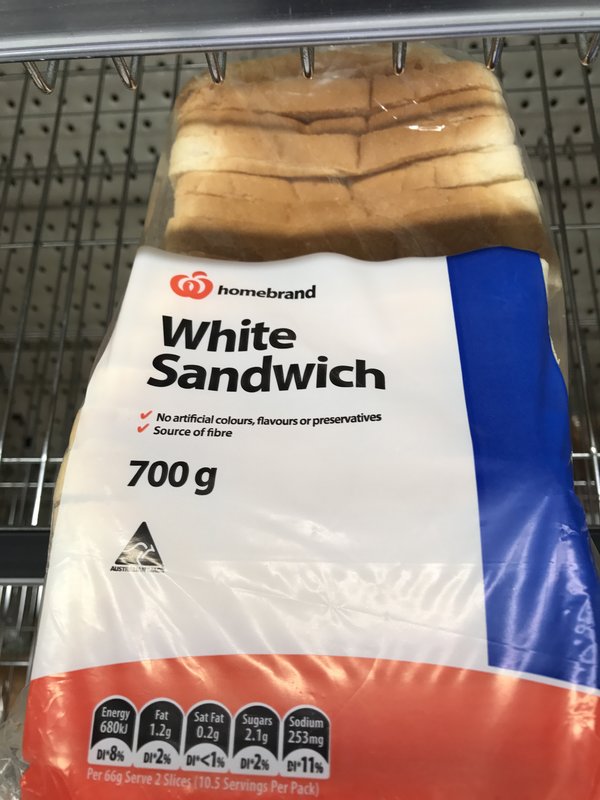 homebrand
White
Sandwich
No artificial colours, flavours or preservatives
Source of fibre
700 g
AUSTRALIAN MADE
Energy
680kJ
DI*8%
Fat
1.2g
DI*2%
Sat Fat
0.2g
DI*<1%
Sugars
2.1g
DI*2%
Sodium
253mg
DI*11%
Per 66g Serve 2 Slices (10.5 Servings Per Pack)